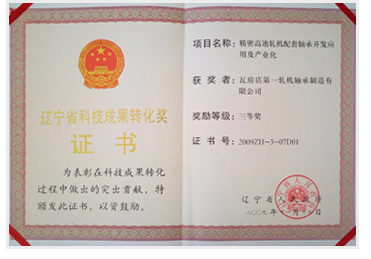 辽宁省科技成果转化奖
证书
为表彰在科技成果转化
过程中做出的突出贡献，特
颁发此证书，以资鼓励。
项目名称：精密高速轧机配套轴承开发应
用及产业化
获奖者：瓦房店第一轧机轴承制造有
限公司
奖励等级：三等奖
证书号：2009ZH-3-07D01
辽宁省人民政府